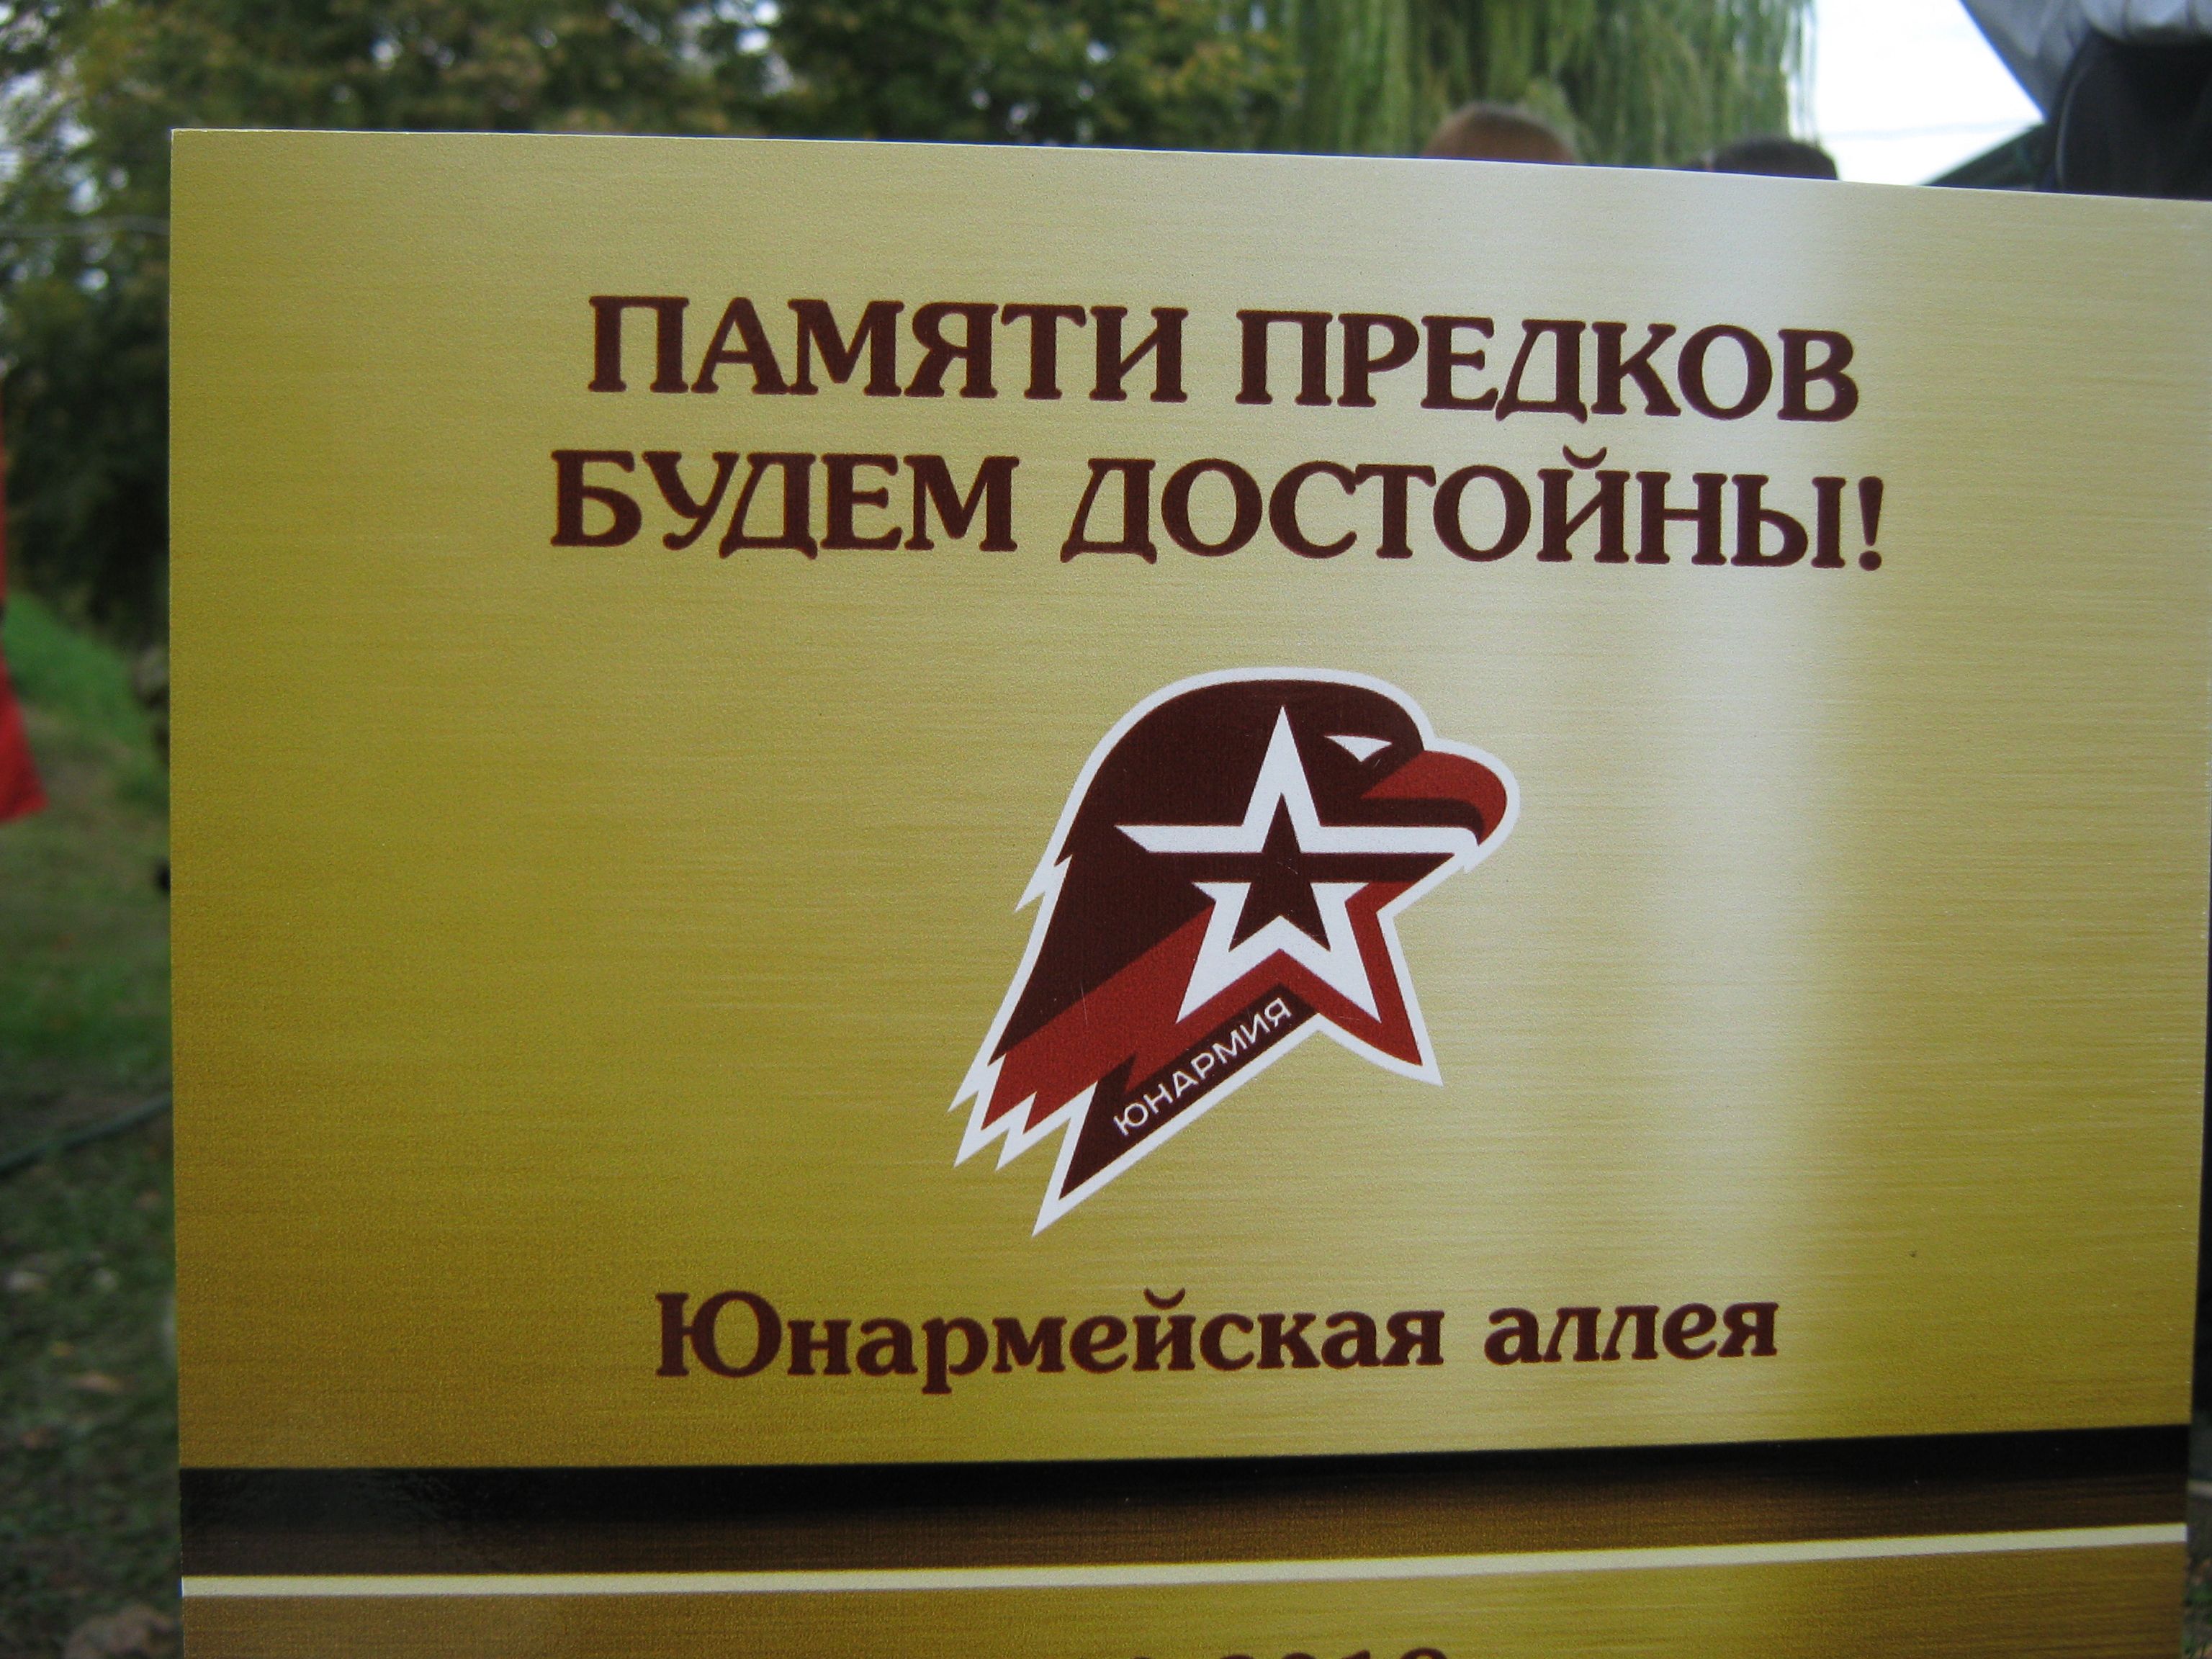 ПАМЯТИ ПРЕДКОВ
БУДЕМ ДОСТОЙНЫ!
ЮНАРМИЯ
Юнармейская аллея